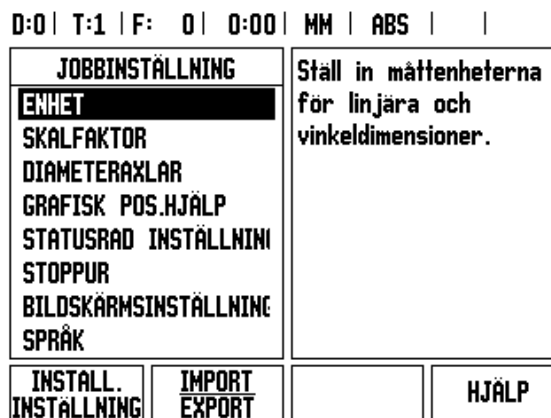 D:0 | T:1 | F: 0 | 0:00 | MM | ABS | |
JOBBINSTÄLLNING
ENHET
SKALFAKTOR
DIAMETERAXLAR
GRAFISK POS.HJÄLP
STATUSRAD INSTÄLLNIN
STOPPUR
BILDSKÄRMSINSTÄLLNING
SPRÅK
Ställ in måttenheterna
för linjära och
vinkeldimensioner.
INSTALL.
INSTÄLLNING
IMPORT
EXPORT
HJÄLP